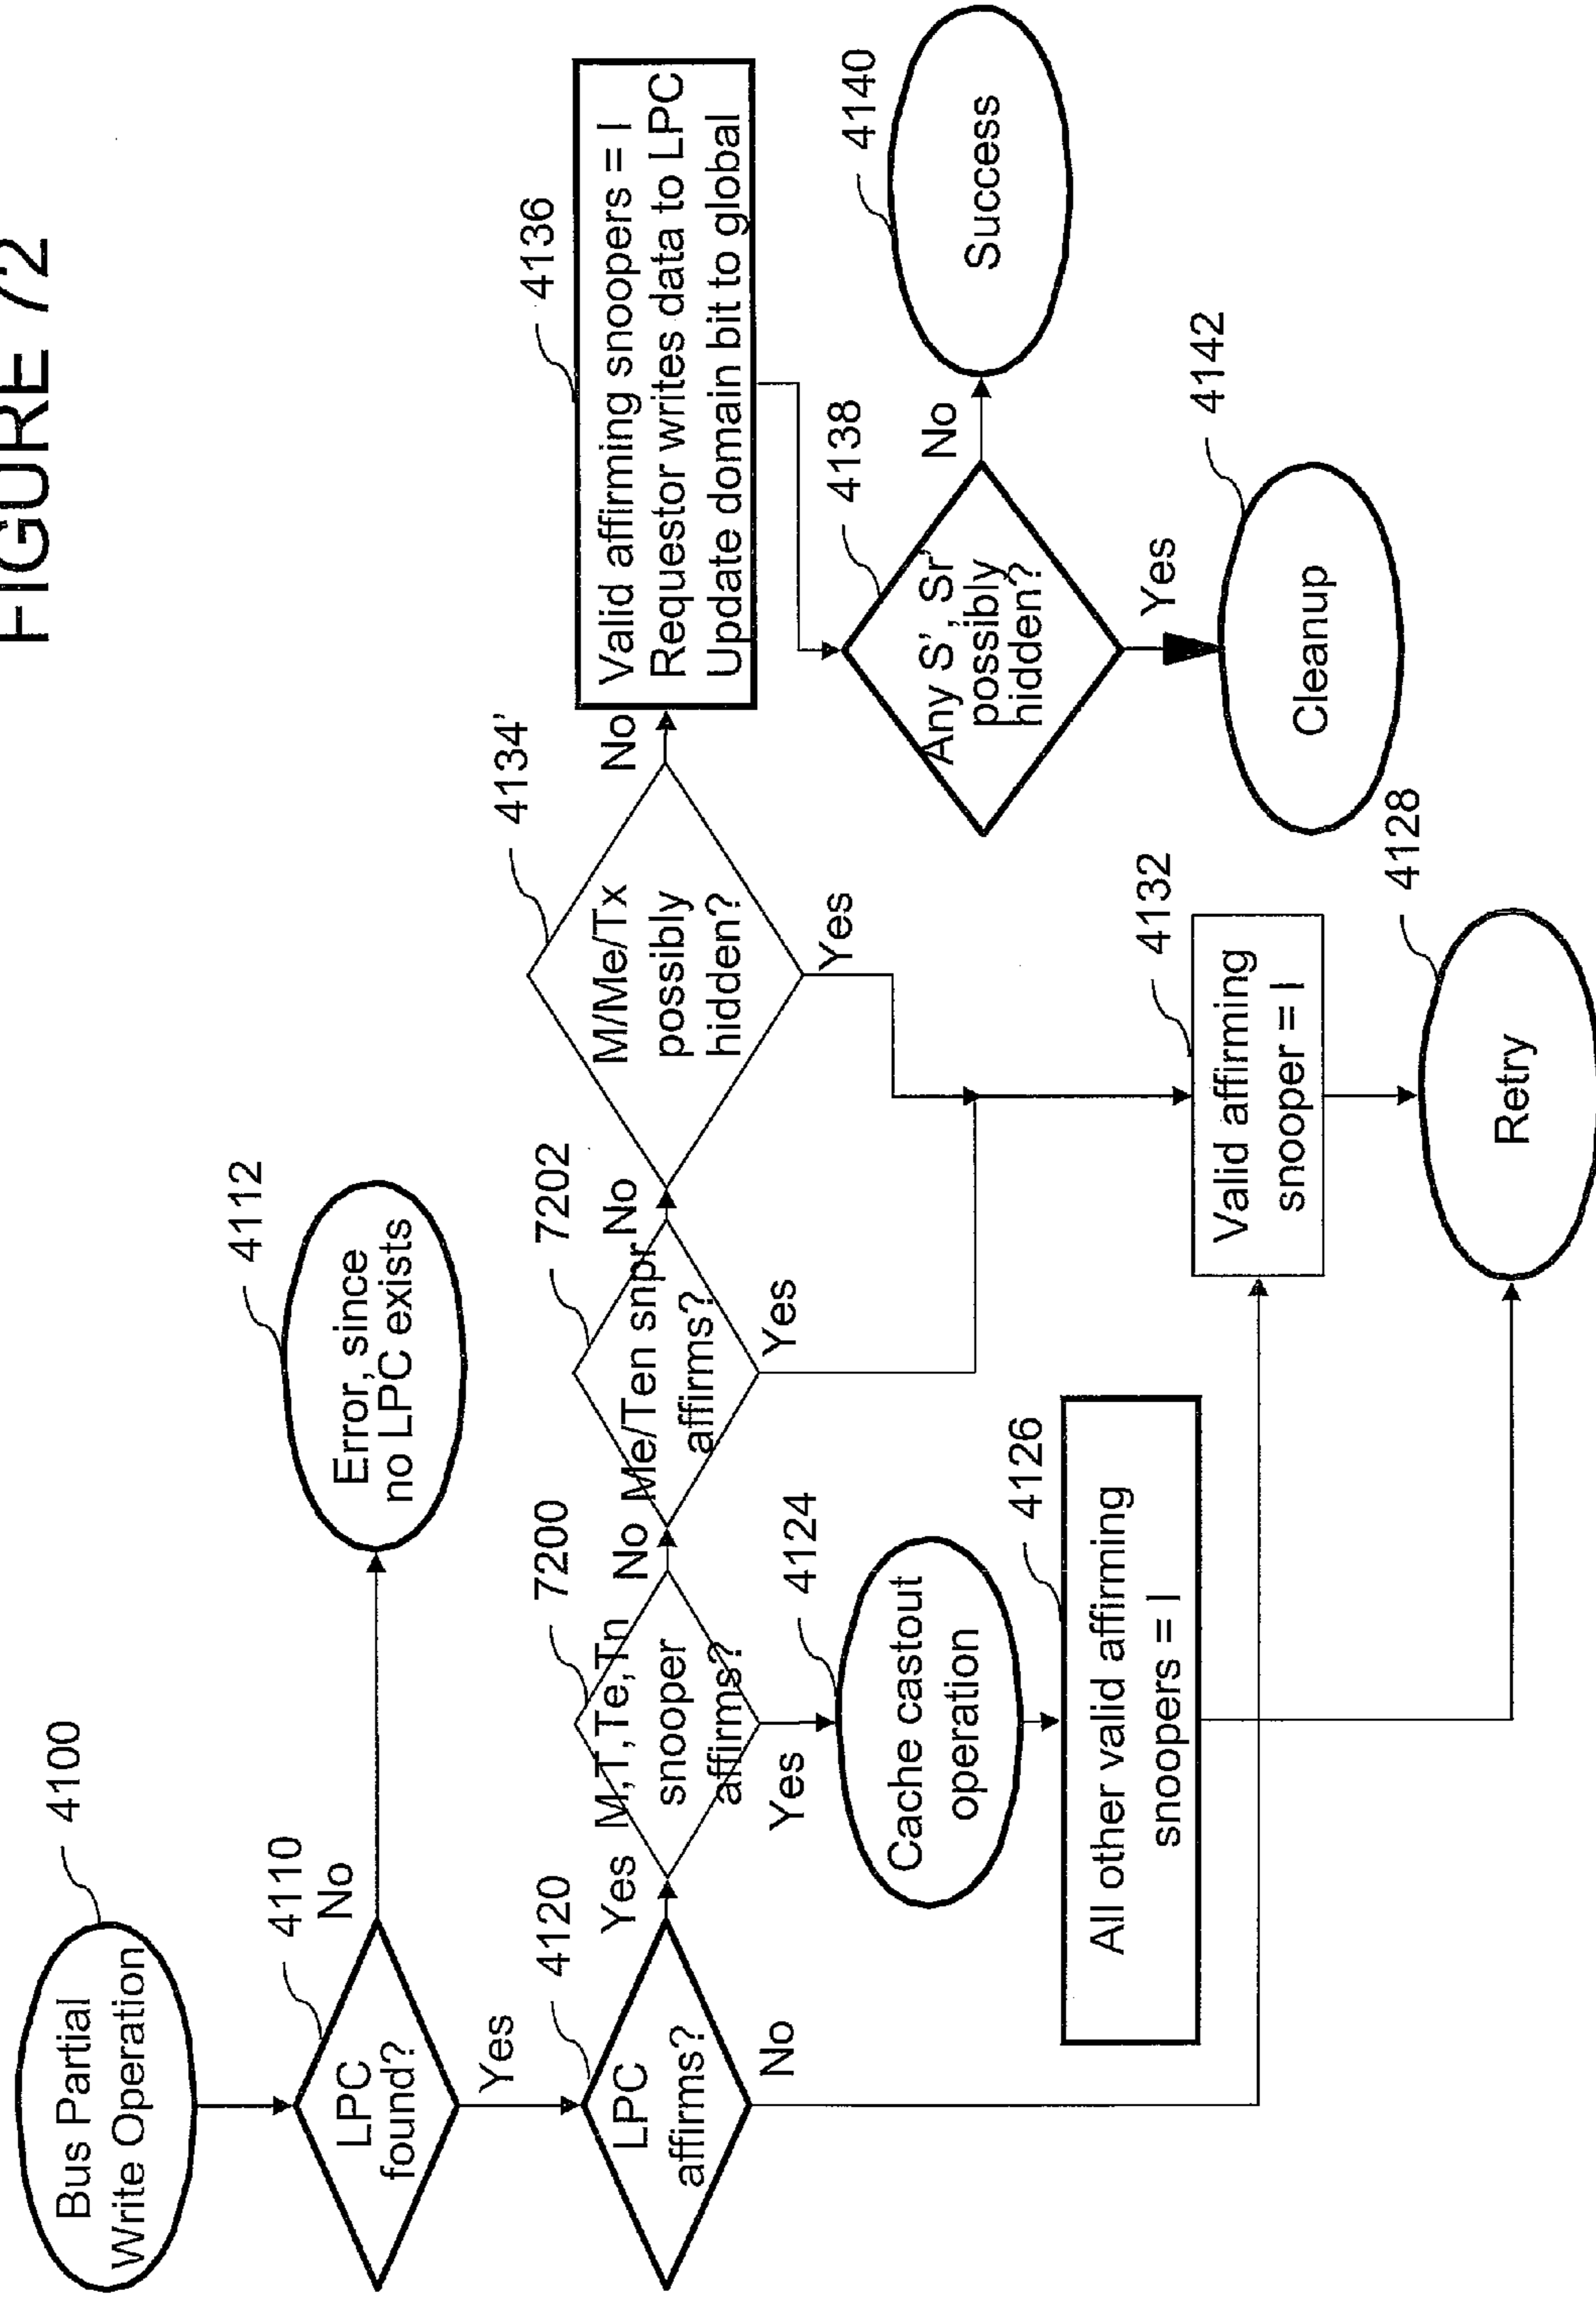 FIGURE 72
4100
Bus Partial
Write Operation
4110
LPC
found?
No
Yes
4112
Error, since
no LPC exists
4120
LPC
affirms?
Yes
No
7200
M,T,Te,Tn
snooper
affirms?
No
Yes
7202
Me/Ten snpr
affirms?
No
Yes
4134'
M/Me/Tx
possibly
hidden?
No
Yes
4136
Valid affirming snoopers = I
Requestor writes data to LPC
Update domain bit to global
4124
Cache castout
operation
4126
All other valid affirming
snoopers = I
4132
Valid affirming
snooper = I
4128
Retry
4138
Any S', Sr'
possibly
hidden?
No
Yes
4140
Success
4142
Cleanup